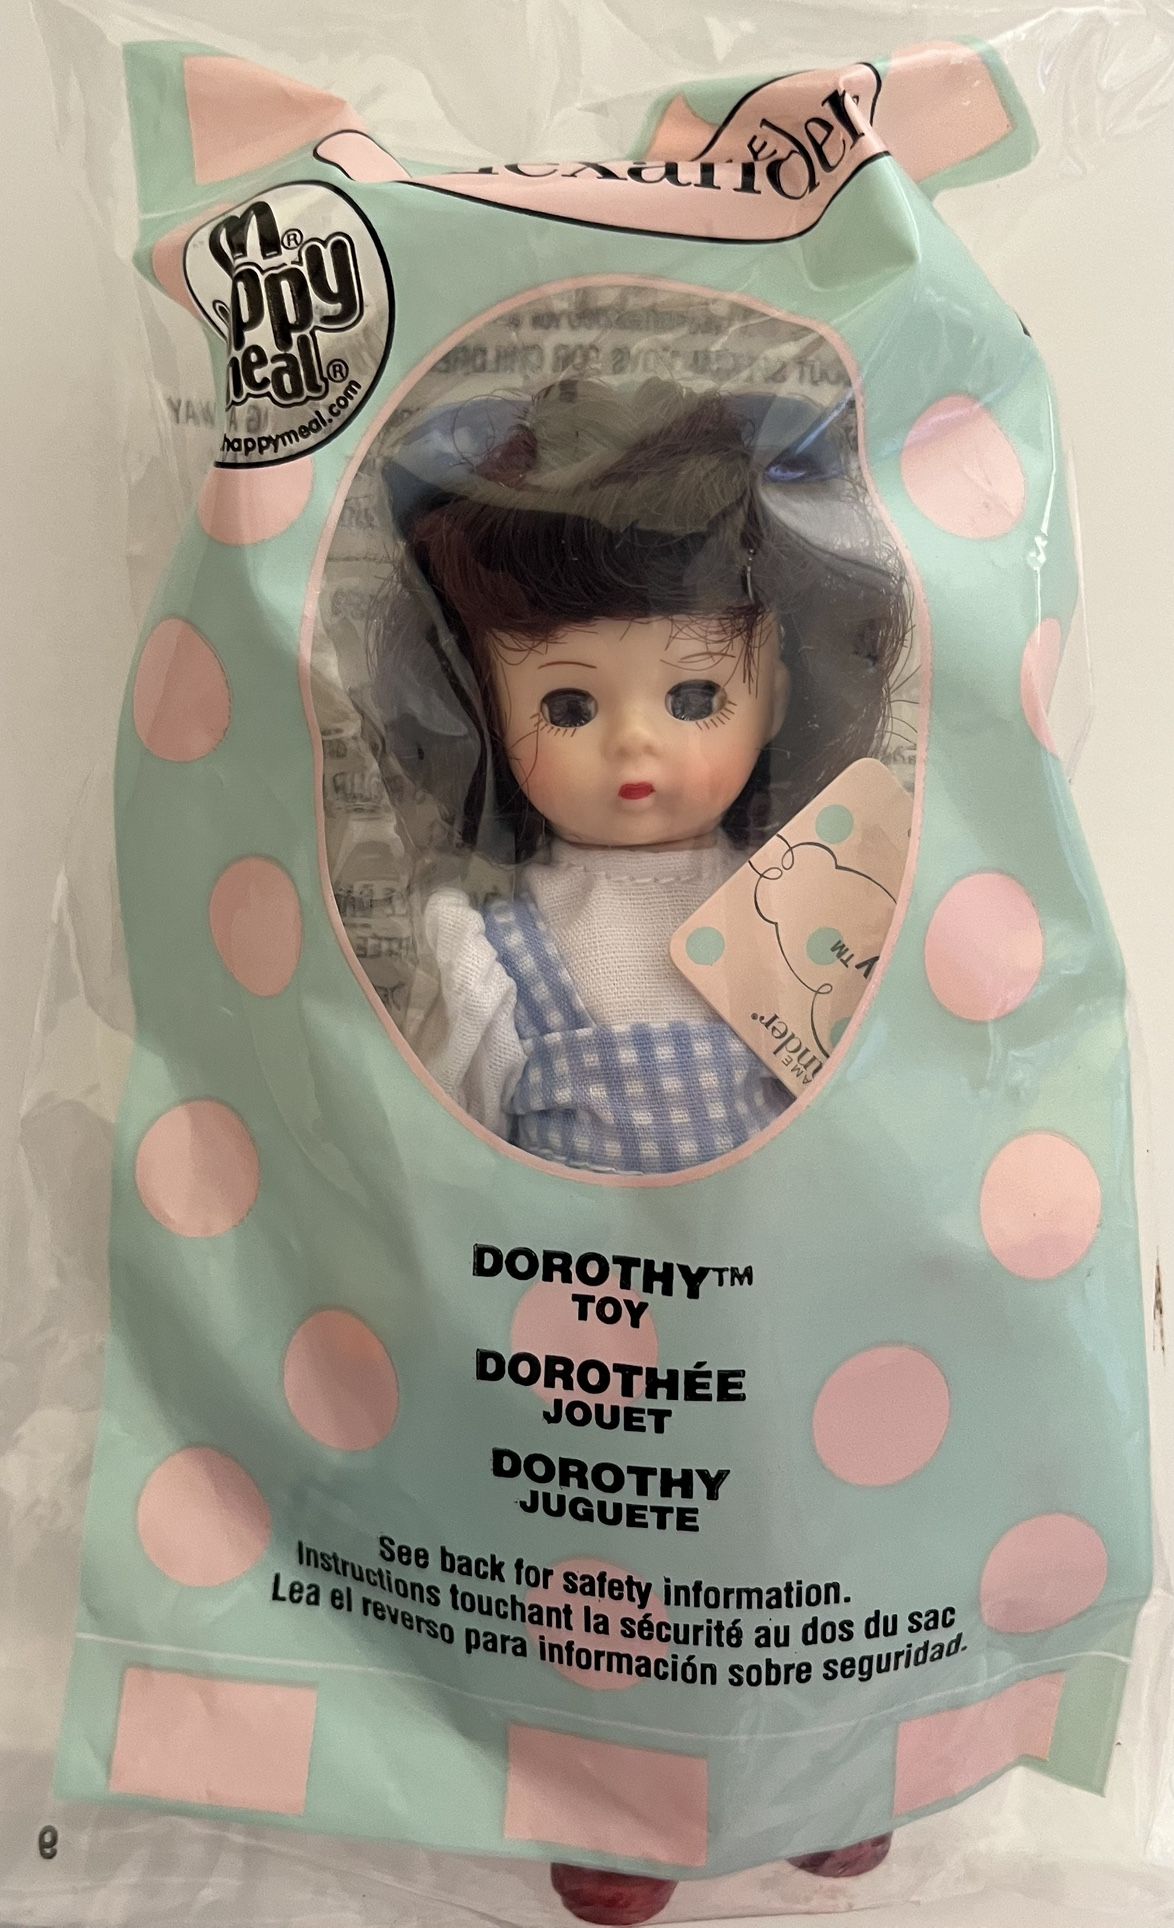 ppy®
meal®
happymeal.com
DOROTHY™
TOY
DOROTHÉE
JOUET
DOROTHY
JUGUETE
See back for safety information.
Instructions touchant la sécurité au dos du sac
Lea el reverso para información sobre seguridad.